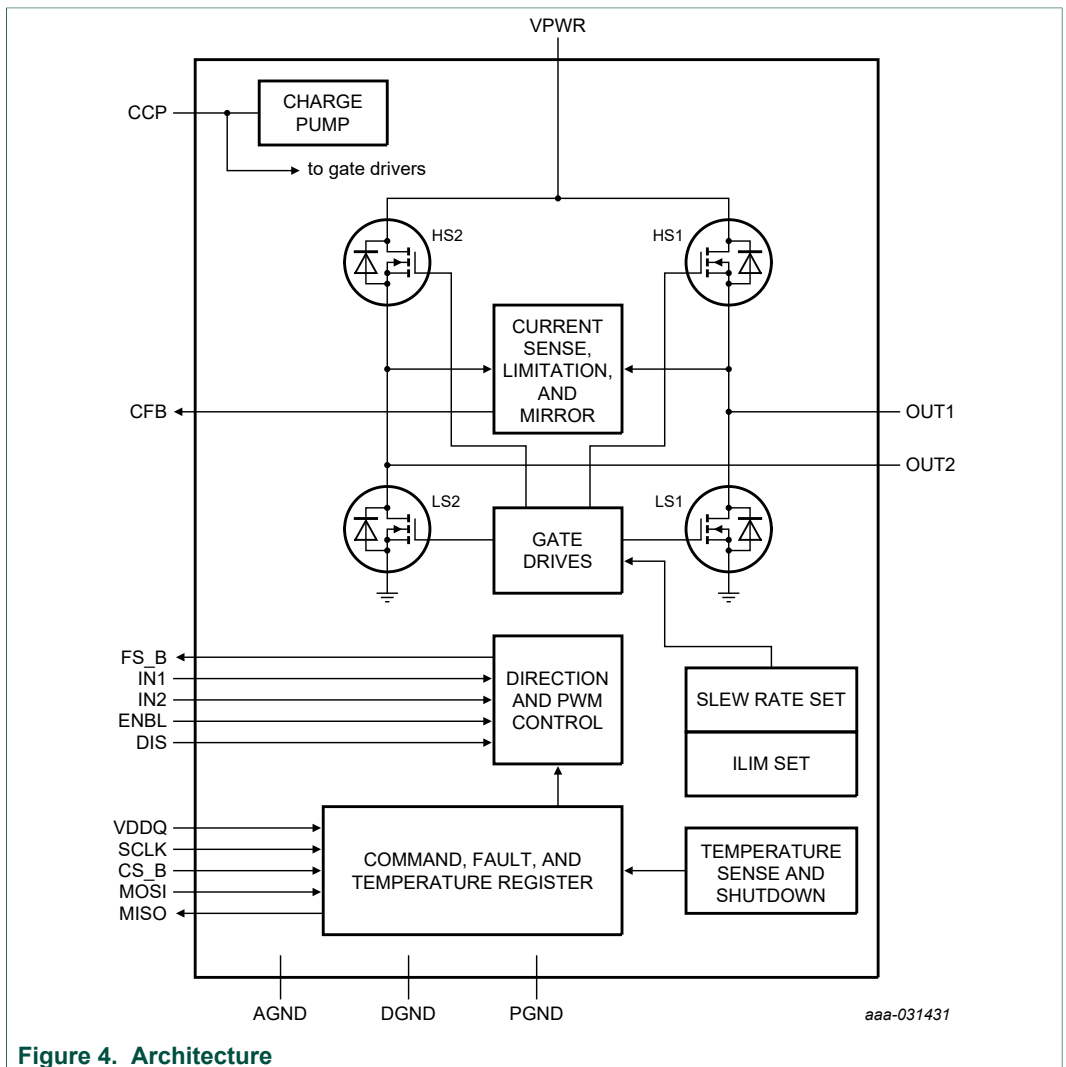 VPWR
CCP
CHARGE
PUMP
to gate drivers
HS2
HS1
CURRENT
SENSE,
LIMITATION,
AND
MIRROR
CFB
OUT1
OUT2
LS2
LS1
GATE
DRIVES
FS_B
IN1
IN2
ENBL
DIS
DIRECTION
AND PWM
CONTROL
SLEW RATE SET
ILIM SET
VDDQ
SCLK
CS_B
MOSI
MISO
COMMAND, FAULT, AND
TEMPERATURE REGISTER
TEMPERATURE
SENSE AND
SHUTDOWN
AGND
DGND
PGND
aaa-031431
Figure 4. Architecture